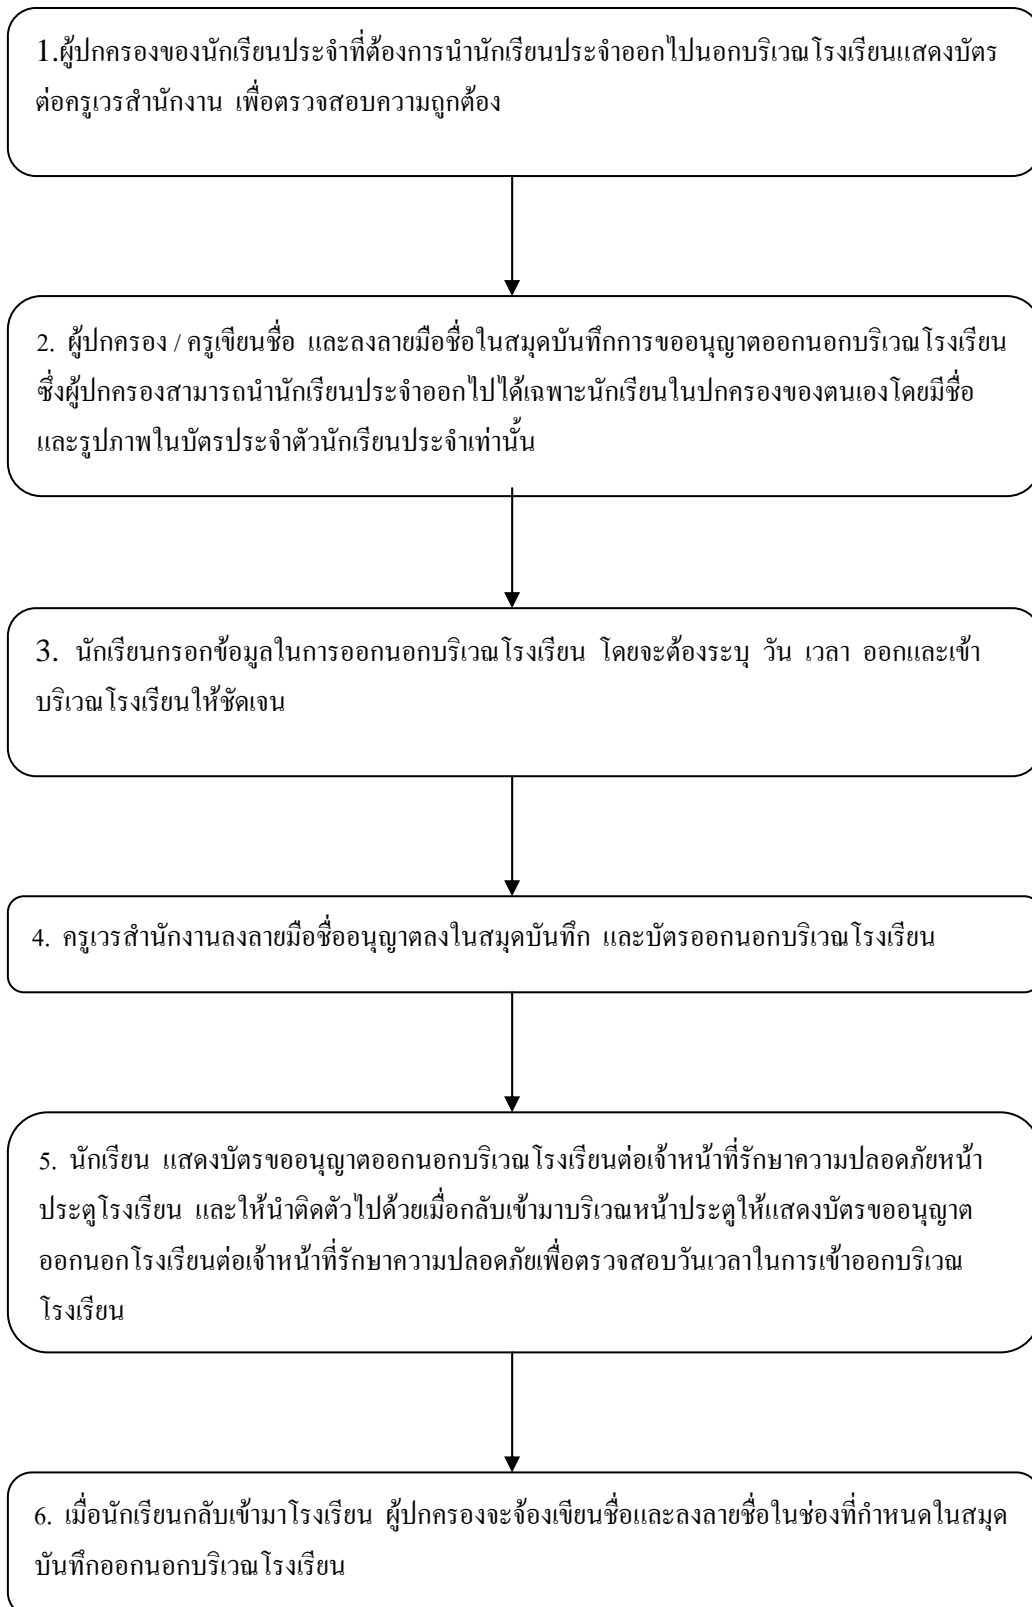 1.ผู้ปกครองของนักเรียนประจำที่ต้องการนำนักเรียนประจำออกไปนอกบริเวณโรงเรียนแสดงบัตร
ต่อครูเวรสำนักงาน เพื่อตรวจสอบความถูกต้อง
2. ผู้ปกครอง / ครูเขียนชื่อ และลงลายมือชื่อในสมุดบันทึกการขออนุญาตออกนอกบริเวณโรงเรียน
ซึ่งผู้ปกครองสามารถนำนักเรียนประจำออกไปได้เฉพาะนักเรียนในปกครองของตนเองโดยมีชื่อ
และรูปภาพในบัตรประจำตัวนักเรียนประจำเท่านั้น
3. นักเรียนกรอกข้อมูลในการออกนอกบริเวณโรงเรียน โดยจะต้องระบุ วัน เวลา ออกและเข้า
บริเวณโรงเรียนให้ชัดเจน
4. ครูเวรสำนักงานลงลายมือชื่ออนุญาตลงในสมุดบันทึก และบัตรออกนอกบริเวณโรงเรียน
5. นักเรียน แสดงบัตรขออนุญาตออกนอกบริเวณโรงเรียนต่อเจ้าหน้าที่รักษาความปลอดภัยหน้า
ประตูโรงเรียน และให้นำติดตัวไปด้วยเมื่อกลับเข้ามาบริเวณหน้าประตูให้แสดงบัตรขออนุญาต
ออกนอกโรงเรียนต่อเจ้าหน้าที่รักษาความปลอดภัยเพื่อตรวจสอบวันเวลาในการเข้าออกบริเวณ
โรงเรียน
6. เมื่อนักเรียนกลับเข้ามาโรงเรียน ผู้ปกครองจะจ้องเขียนชื่อและลงลายชื่อในช่องที่กำหนดในสมุด
บันทึกออกนอกบริเวณโรงเรียน